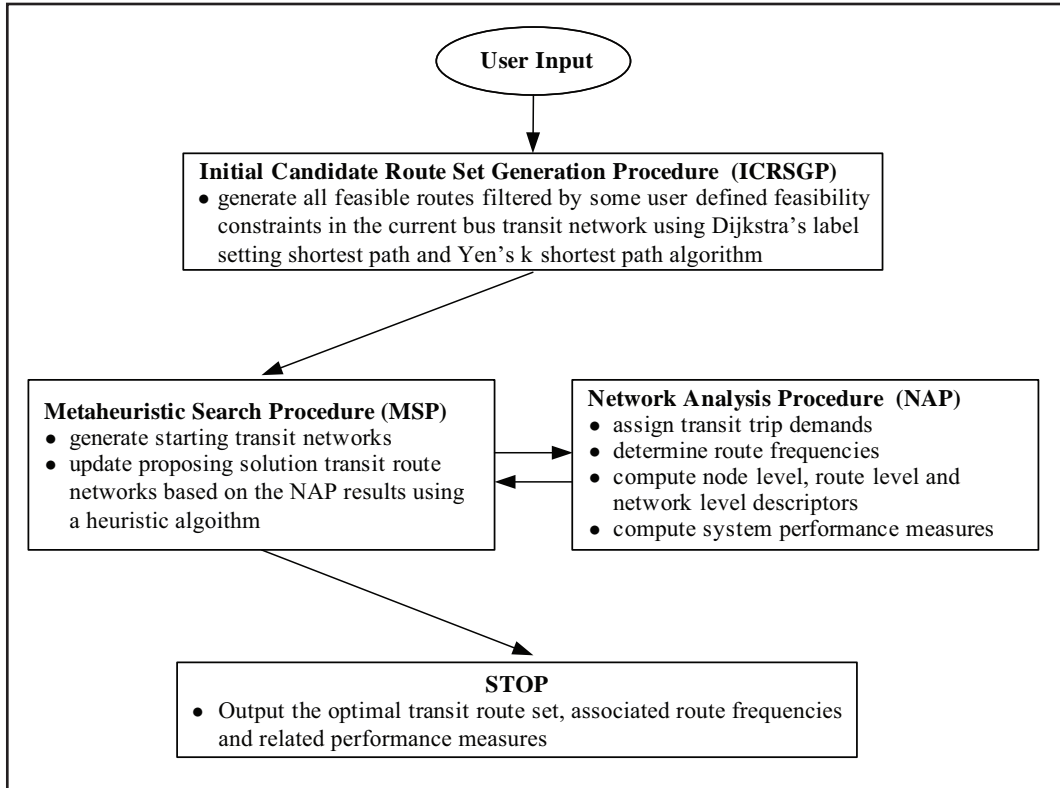 User Input
Initial Candidate Route Set Generation Procedure (ICRSGP)
● generate all feasible routes filtered by some user defined feasibility
constraints in the current bus transit network using Dijkstra's label
setting shortest path and Yen's k shortest path algorithm
Metaheuristic Search Procedure (MSP)
● generate starting transit networks
● update proposing solution transit route
networks based on the NAP results using
a heuristic algoithm
Network Analysis Procedure (NAP)
● assign transit trip demands
● determine route frequencies
● compute node level, route level and
network level descriptors
● compute system performance measures
STOP
● Output the optimal transit route set, associated route frequencies
and related performance measures